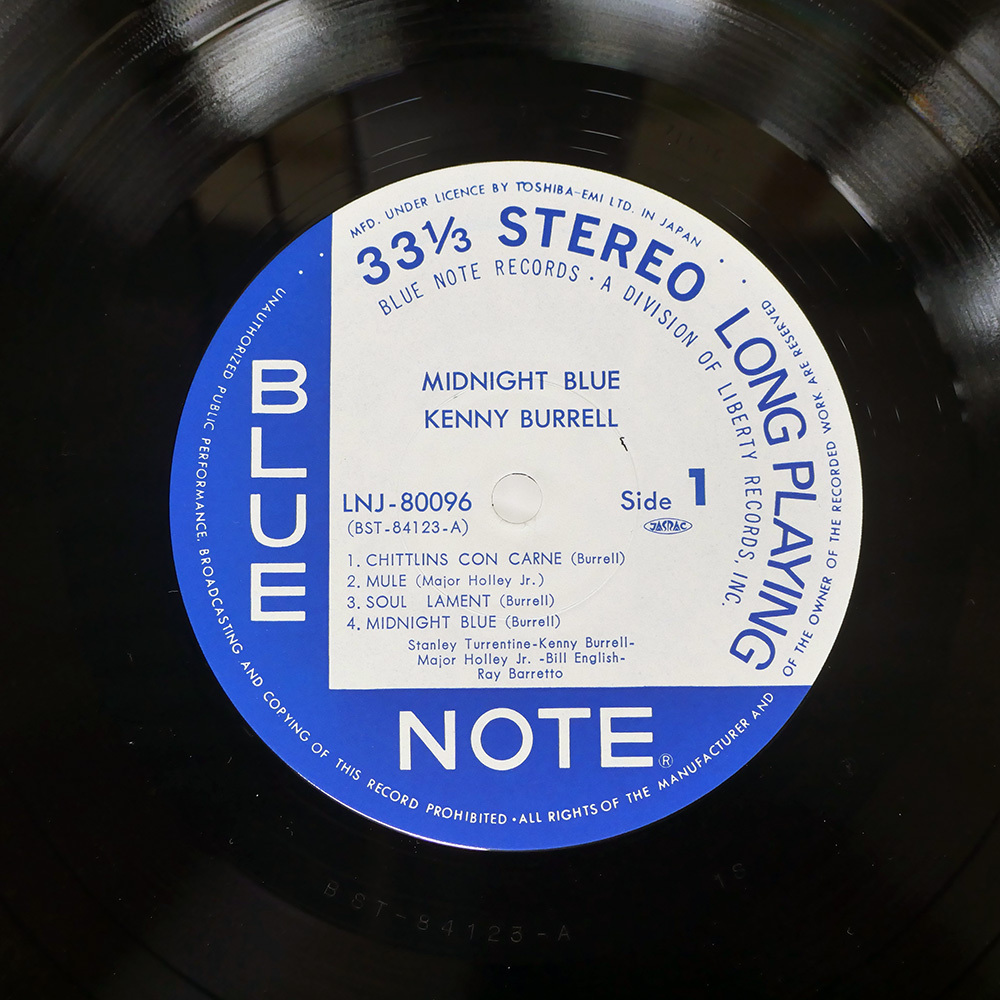 MFD. UNDER LICENCE BY TOSHIBA-EMI LTD. IN JAPAN
33⅓ STEREO LONG PLAYING
BLUE NOTE RECORDS · A DIVISION OF LIBERTY RECORDS, INC.
MIDNIGHT BLUE
KENNY BURRELL
LNJ-80096
(BST-84123-A)
Side 1
JASRAC
1. CHITTLINS CON CARNE (Burrell)
2. MULE (Major Holley Jr.)
3. SOUL LAMENT (Burrell)
4. MIDNIGHT BLUE (Burrell)
Stanley Turrentine-Kenny Burrell-
Major Holley Jr. -Bill English-
Ray Barretto
BLUE
NOTE®
UNAUTHORIZED PUBLIC PERFORMANCE, BROADCASTING AND COPYING OF THIS RECORD PROHIBITED · ALL RIGHTS OF THE MANUFACTURER AND OF THE OWNER OF THE RECORDED WORK ARE RESERVED
BST-84123-A
1S